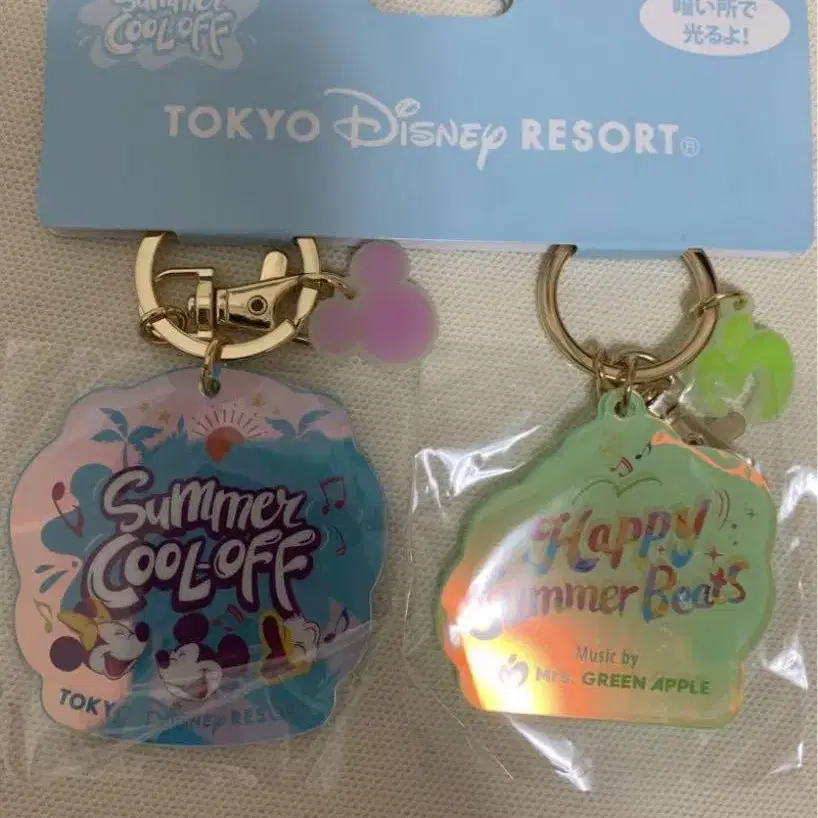 Summer
COOL-OFF
暗い所で
光るよ!
TOKYO Disney RESORT®
Summer
COOL-OFF
TOKYO DISNEY RESORT
Happy
Summer Beats
Music by
Mrs. GREEN APPLE